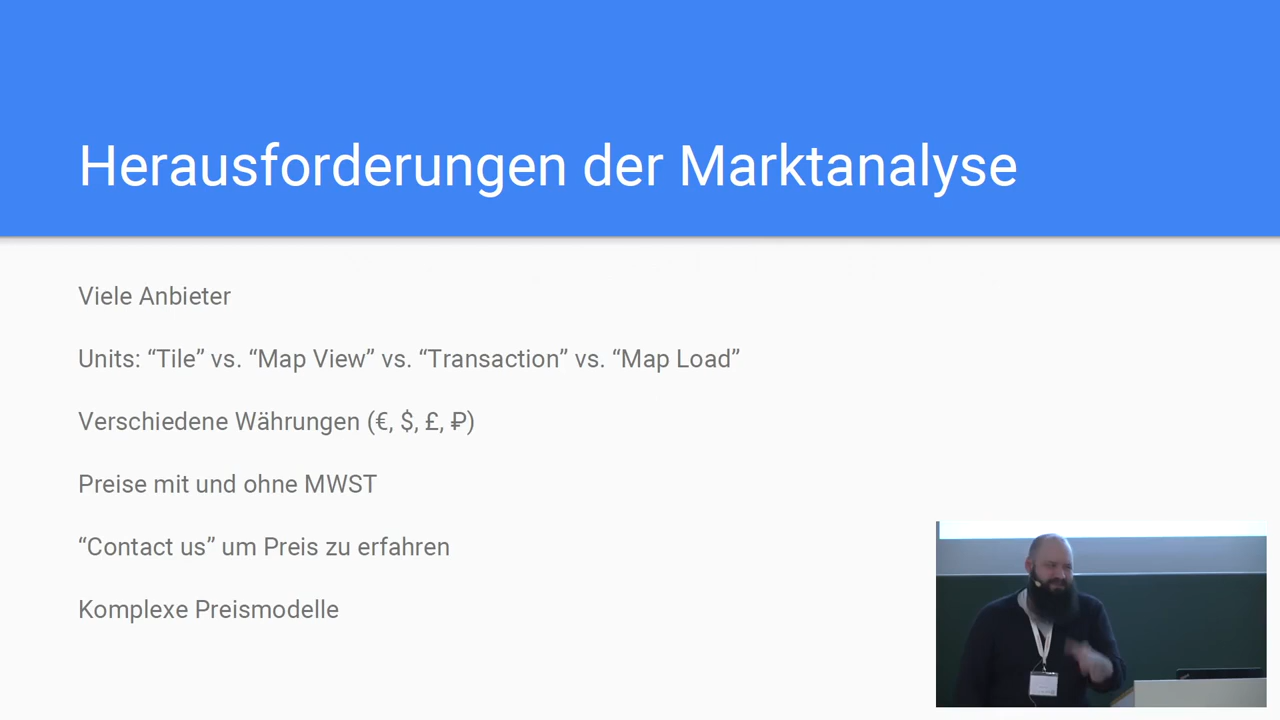 Herausforderungen der Marktanalyse
Viele Anbieter
Units: “Tile” vs. “Map View” vs. “Transaction” vs. “Map Load”
Verschiedene Währungen (€, $, £, ₽)
Preise mit und ohne MWST
“Contact us” um Preis zu erfahren
Komplexe Preismodelle